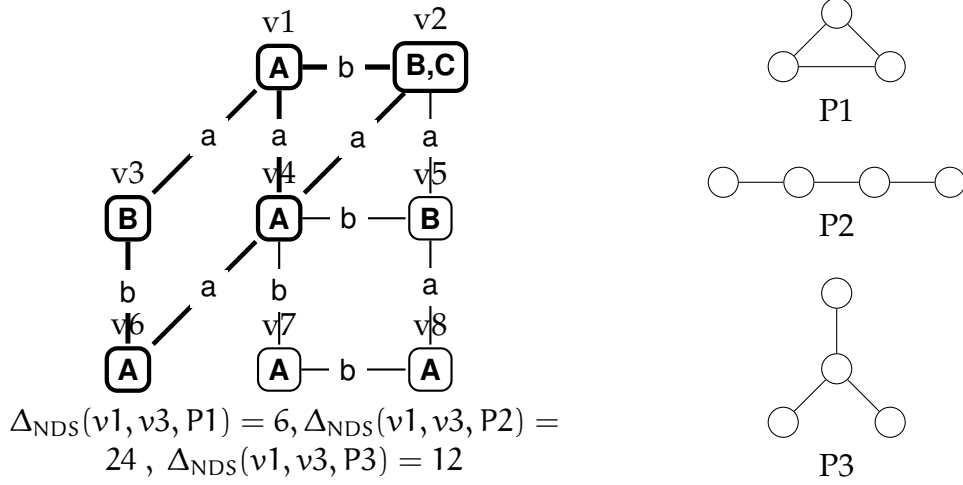 v1 v2
A b B,C
P1
a a a a
v3 v4 v5
B A b B
P2
b a b a
v6 v7 v8
A A b A
Δ_NDS(v1, v3, P1) = 6, Δ_NDS(v1, v3, P2) =
24 , Δ_NDS(v1, v3, P3) = 12
P3